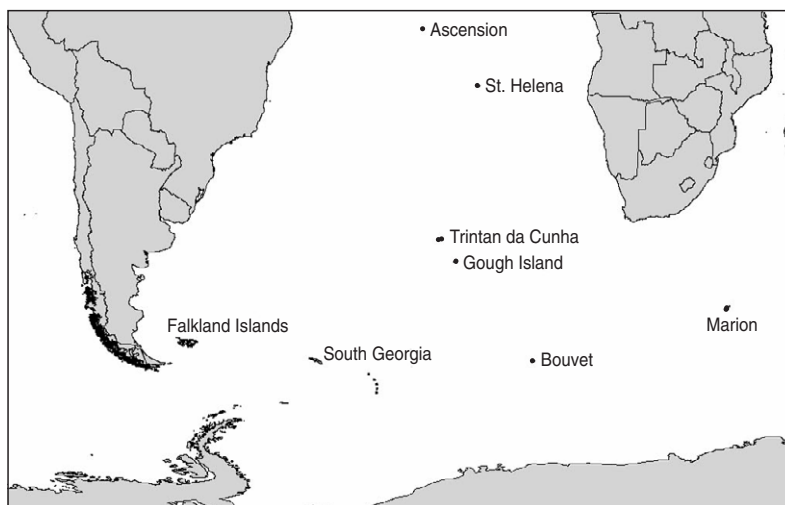 Ascension
St. Helena
Trintan da Cunha
Gough Island
Marion
Falkland Islands
South Georgia
Bouvet